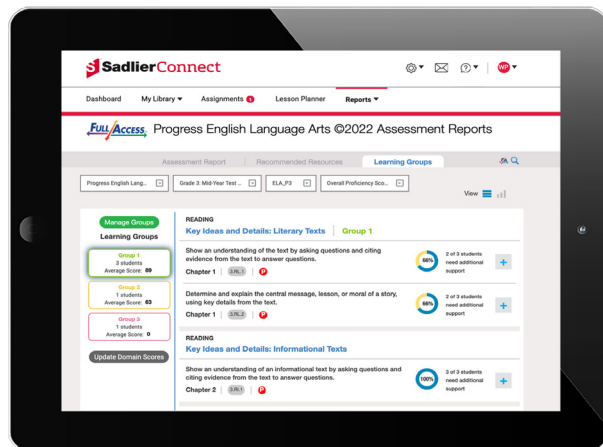 Sadlier Connect
WP
Dashboard My Library Assignments Lesson Planner Reports
FULL ACCESS Progress English Language Arts ©2022 Assessment Reports
Assessment Report Recommended Resources Learning Groups
Progress English Lang... Grade 3: Mid-Year Test ... ELA_P3 Overall Proficiency Sco...
View
Manage Groups
Learning Groups
Group 1
3 students
Average Score: 89
Group 2
1 students
Average Score: 63
Group 3
1 students
Average Score: 0
Update Domain Scores
READING
Key Ideas and Details: Literary Texts Group 1
Show an understanding of the text by asking questions and citing
evidence from the text to answer questions.
Chapter 1 3.RL.1 P
66%
2 of 3 students
need additional
support
+
Determine and explain the central message, lesson, or moral of a story,
using key details from the text.
Chapter 1 3.RL.2 P
66%
2 of 3 students
need additional
support
+
READING
Key Ideas and Details: Informational Texts
Show an understanding of an informational text by asking questions and
citing evidence from the text to answer questions.
Chapter 2 3.RI.1 P
100%
3 of 3 students
need additional
support
+